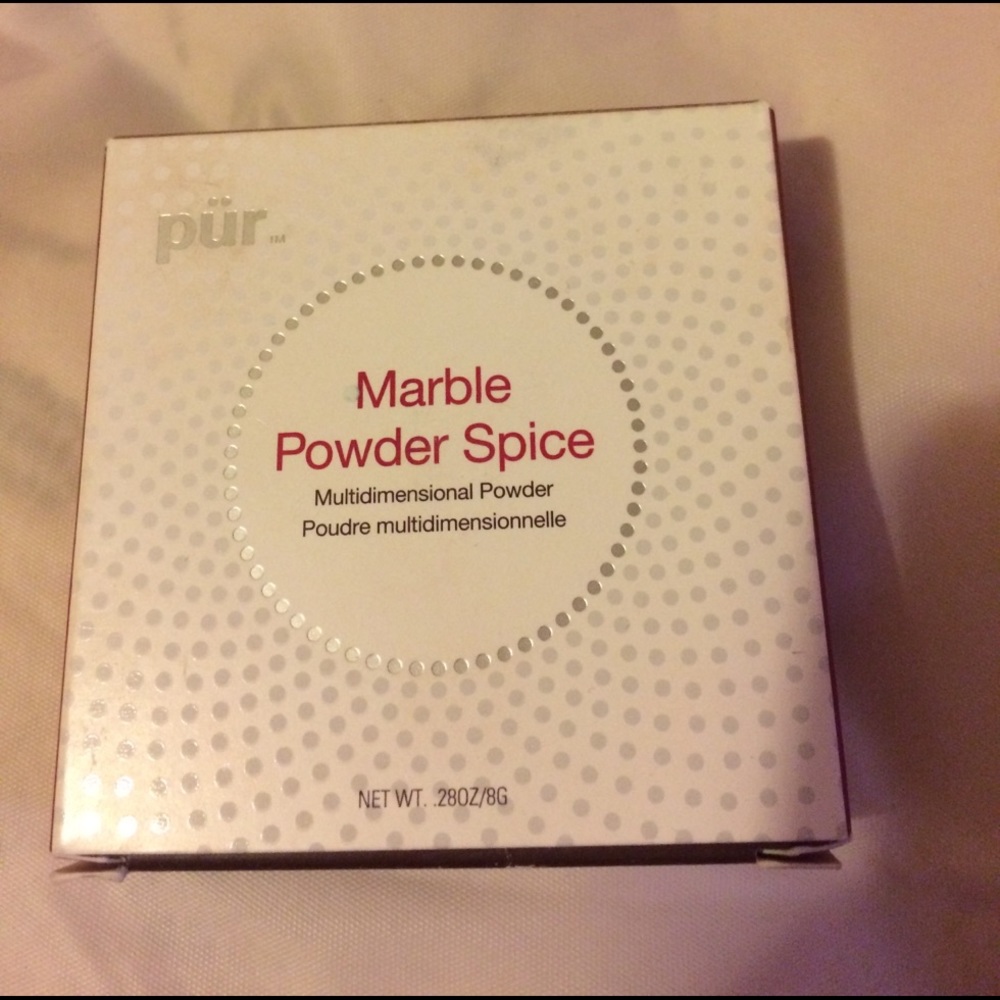 pür™
Marble
Powder Spice
Multidimensional Powder
Poudre multidimensionnelle
NET WT. .28OZ/8G